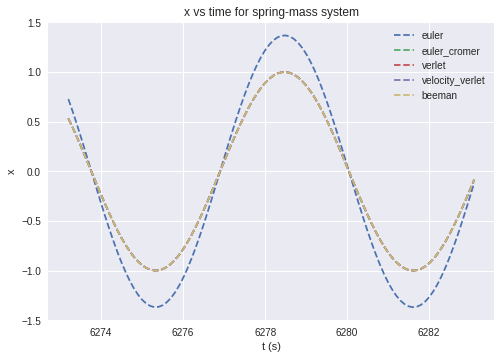 x vs time for spring-mass system
1.5
1.0
0.5
0.0
−0.5
−1.0
−1.5
x
euler
euler_cromer
verlet
velocity_verlet
beeman
6274 6276 6278 6280 6282
t (s)